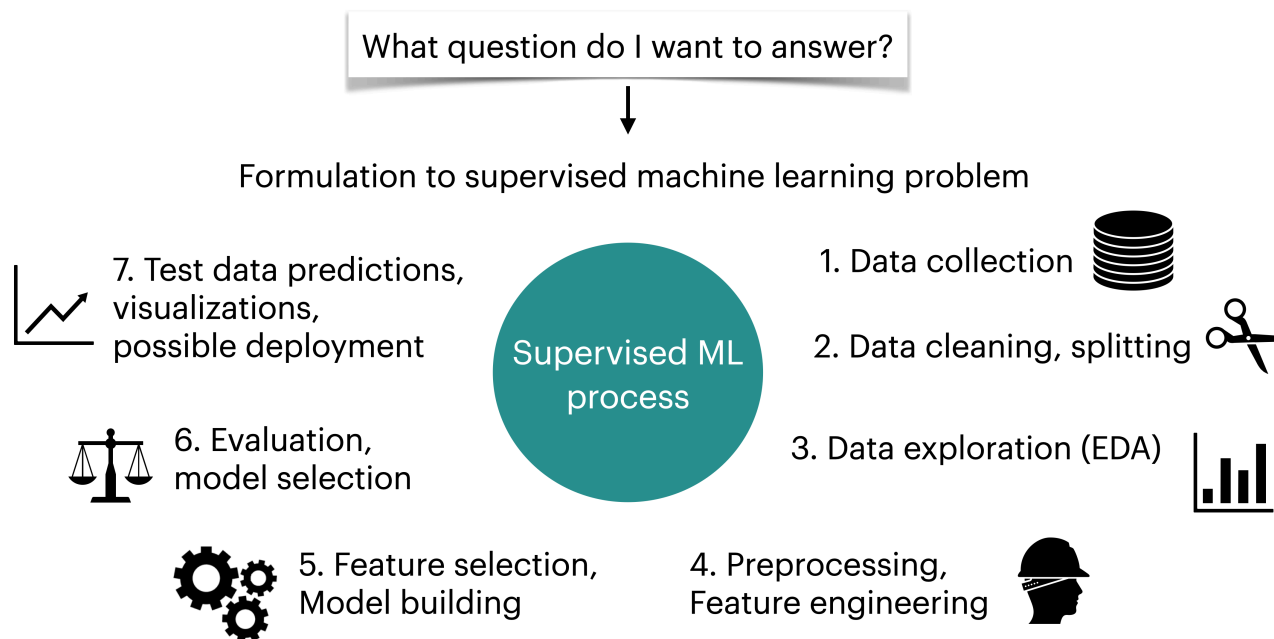 What question do I want to answer?
Formulation to supervised machine learning problem
Supervised ML
process
1. Data collection
2. Data cleaning, splitting
3. Data exploration (EDA)
4. Preprocessing,
Feature engineering
5. Feature selection,
Model building
6. Evaluation,
model selection
7. Test data predictions,
visualizations,
possible deployment